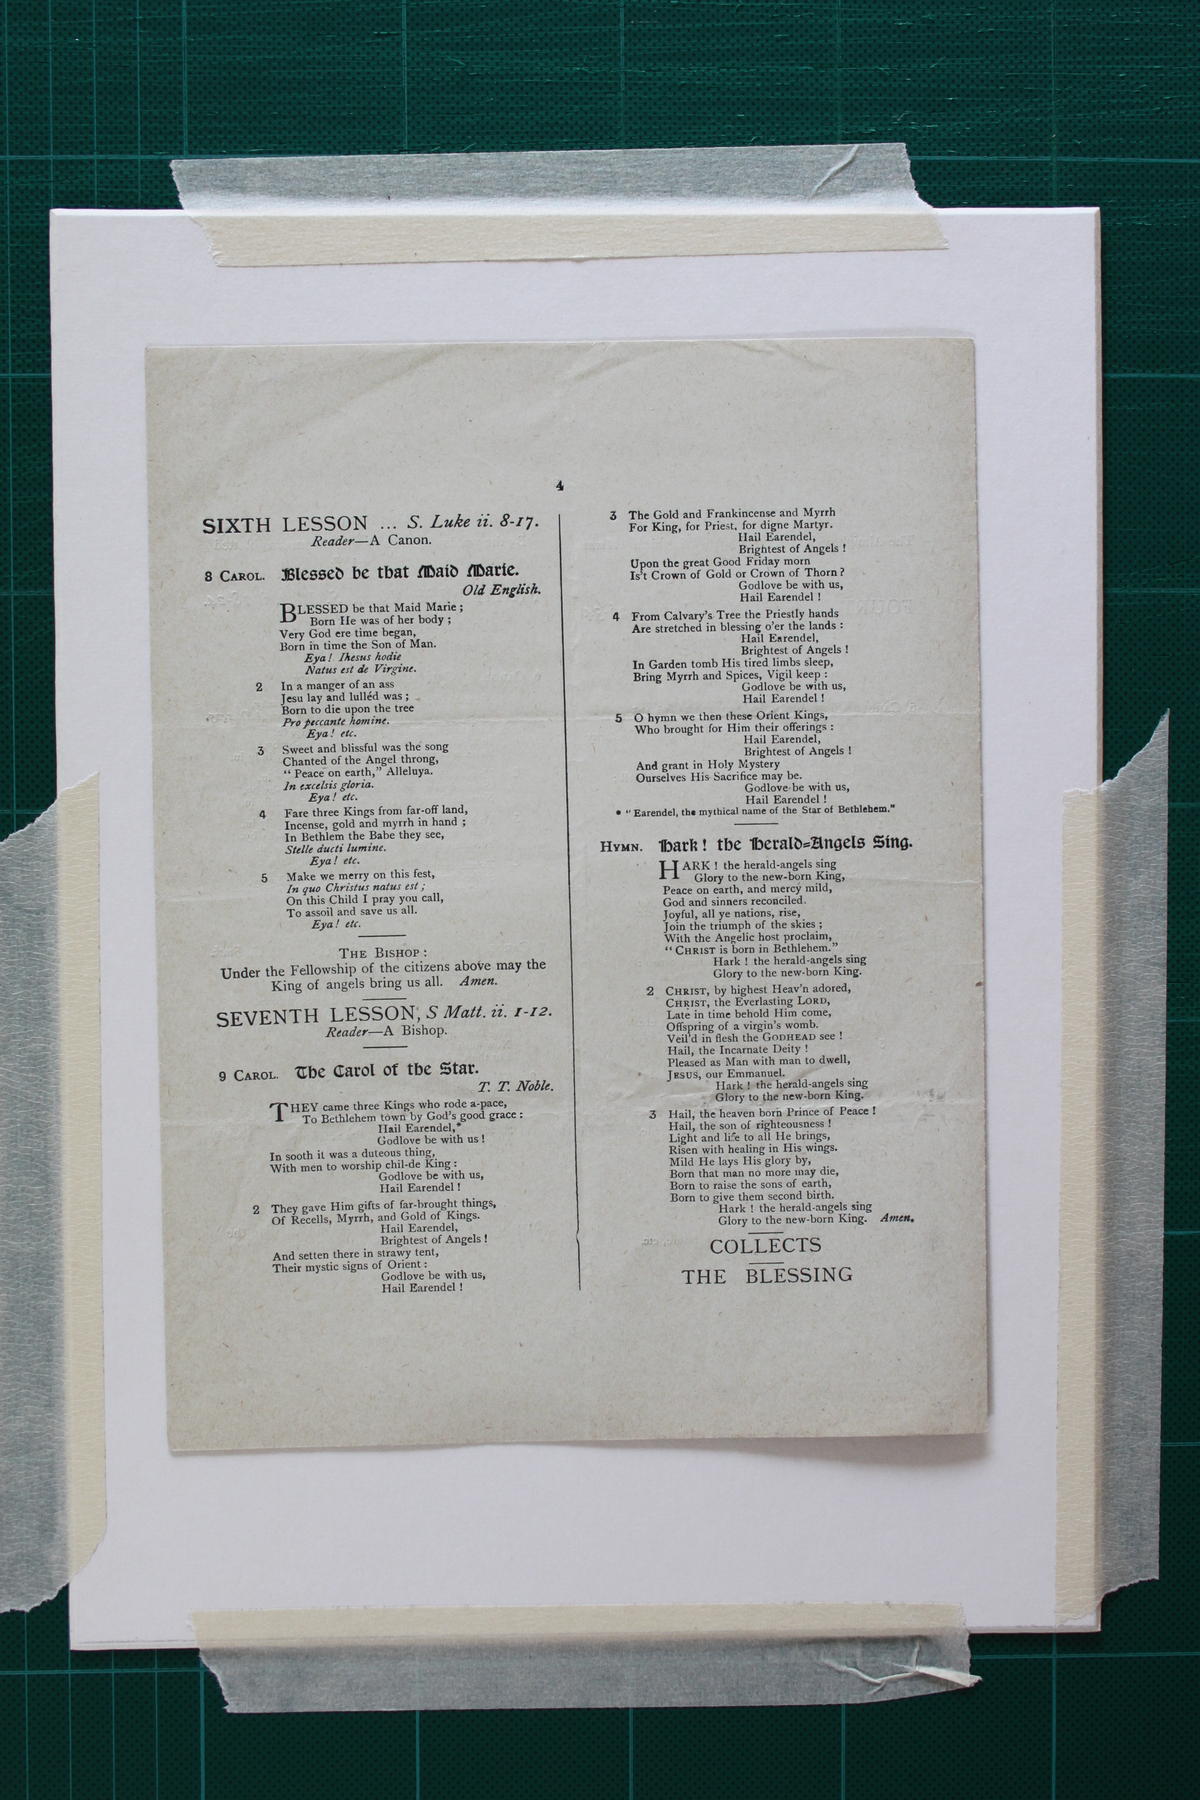 4
SIXTH LESSON ... S. Luke ii. 8-17.
Reader—A Canon.
8 CAROL. Blessed be that Maid Marie.
Old English.
BLESSED be that Maid Marie ;
Born He was of her body ;
Very God ere time began,
Born in time the Son of Man.
Eya ! Ihesus hodie
Natus est de Virgine.
2 In a manger of an ass
Jesu lay and lulléd was ;
Born to die upon the tree
Pro peccante homine.
Eya ! etc.
3 Sweet and blissful was the song
Chanted of the Angel throng,
“ Peace on earth,” Alleluya.
In excelsis gloria.
Eya ! etc.
4 Fare three Kings from far-off land,
Incense, gold and myrrh in hand ;
In Bethlem the Babe they see,
Stelle ducti lumine.
Eya ! etc.
5 Make we merry on this fest,
In quo Christus natus est ;
On this Child I pray you call,
To assoil and save us all.
Eya ! etc.
THE BISHOP :
Under the Fellowship of the citizens above may the
King of angels bring us all. Amen.
SEVENTH LESSON, S Matt. ii. 1-12.
Reader—A Bishop.
9 CAROL. The Carol of the Star.
T. T. Noble.
THEY came three Kings who rode a-pace,
To Bethlehem town by God's good grace :
Hail Earendel,*
Godlove be with us !
In sooth it was a duteous thing,
With men to worship chil-de King :
Godlove be with us,
Hail Earendel !
2 They gave Him gifts of far-brought things,
Of Recells, Myrrh, and Gold of Kings.
Hail Earendel,
Brightest of Angels !
And setten there in strawy tent,
Their mystic signs of Orient :
Godlove be with us,
Hail Earendel !
3 The Gold and Frankincense and Myrrh
For King, for Priest, for digne Martyr.
Hail Earendel,
Brightest of Angels !
Upon the great Good Friday morn
Is't Crown of Gold or Crown of Thorn ?
Godlove be with us,
Hail Earendel !
4 From Calvary's Tree the Priestly hands
Are stretched in blessing o'er the lands :
Hail Earendel,
Brightest of Angels !
In Garden tomb His tired limbs sleep,
Bring Myrrh and Spices, Vigil keep :
Godlove be with us,
Hail Earendel !
5 O hymn we then these Orient Kings,
Who brought for Him their offerings :
Hail Earendel,
Brightest of Angels !
And grant in Holy Mystery
Ourselves His Sacrifice may be.
Godlove be with us,
Hail Earendel !
* “ Earendel, the mythical name of the Star of Bethlehem.”
HYMN. Hark ! the Herald=Angels Sing.
HARK ! the herald-angels sing
Glory to the new-born King,
Peace on earth, and mercy mild,
God and sinners reconciled.
Joyful, all ye nations, rise,
Join the triumph of the skies ;
With the Angelic host proclaim,
“ CHRIST is born in Bethlehem.”
Hark ! the herald-angels sing
Glory to the new-born King.
2 CHRIST, by highest Heav'n adored,
CHRIST, the Everlasting LORD,
Late in time behold Him come,
Offspring of a virgin's womb.
Veil'd in flesh the GODHEAD see !
Hail, the Incarnate Deity !
Pleased as Man with man to dwell,
JESUS, our Emmanuel.
Hark ! the herald-angels sing
Glory to the new-born King.
3 Hail, the heaven born Prince of Peace !
Hail, the son of righteousness !
Light and life to all He brings,
Risen with healing in His wings.
Mild He lays His glory by,
Born that man no more may die,
Born to raise the sons of earth,
Born to give them second birth.
Hark ! the herald-angels sing
Glory to the new-born King. Amen.
COLLECTS
THE BLESSING